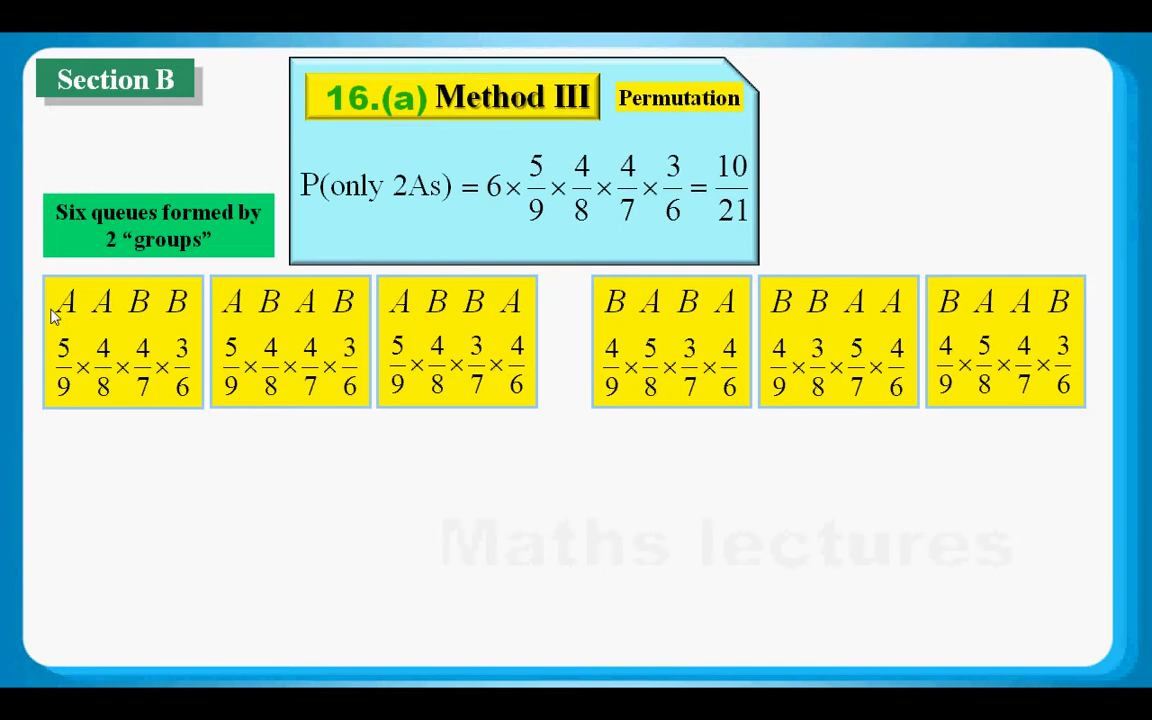 Section B
16.(a) Method III Permutation
P(only 2As) = 6 × 5/9 × 4/8 × 4/7 × 3/6 = 10/21
Six queues formed by
2 “groups”
A A B B
5/9 × 4/8 × 4/7 × 3/6
A B A B
5/9 × 4/8 × 4/7 × 3/6
A B B A
5/9 × 4/8 × 3/7 × 4/6
B A B A
4/9 × 5/8 × 3/7 × 4/6
B B A A
4/9 × 3/8 × 5/7 × 4/6
B A A B
4/9 × 5/8 × 4/7 × 3/6
Maths lectures